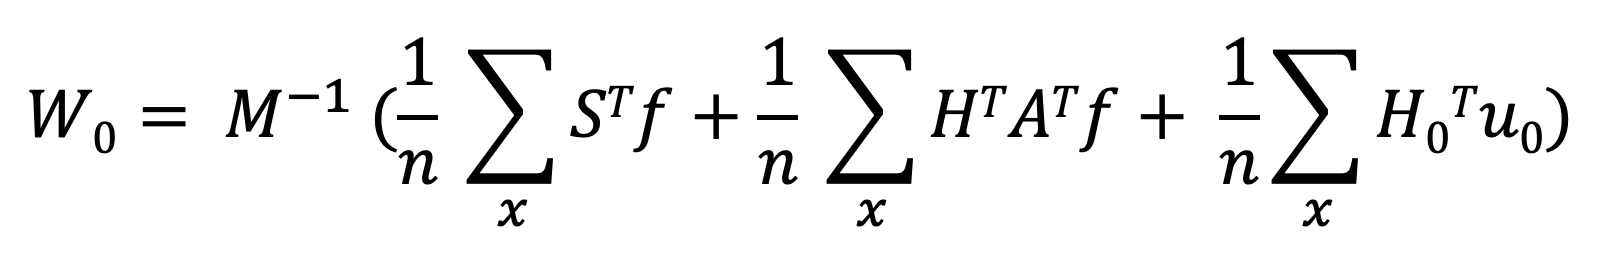 W₀ = M⁻¹ (1/n ∑ₓ Sᵀf + 1/n ∑ₓ HᵀAᵀf + 1/n ∑ₓ H₀ᵀu₀)